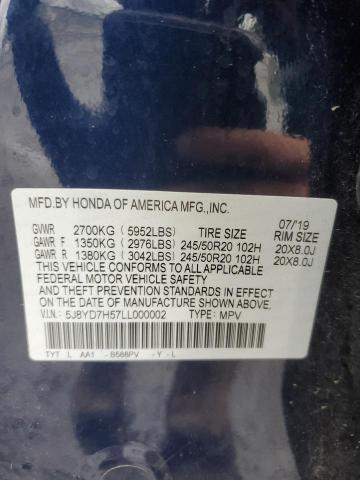 MFD.BY HONDA OF AMERICA MFG.,INC.
07/'19
GVWR 2700KG (5952LBS) TIRE SIZE RIM SIZE
GAWR F 1350KG (2976LBS) 245/50R20 102H 20X8.0J
GAWR R 1380KG (3042LBS) 245/50R20 102H 20X8.0J
THIS VEHICLE CONFORMS TO ALL APPLICABLE
FEDERAL MOTOR VEHICLE SAFETY
THEFT PREVENTION STANDARDS IN EFFECT ON
THE DATE OF MANUFACTURE SHOWN ABOVE.
V.I.N.: 5J8YD7H57LL000002 TYPE: MPV
TYT L AA1 - B588PV - Y - L